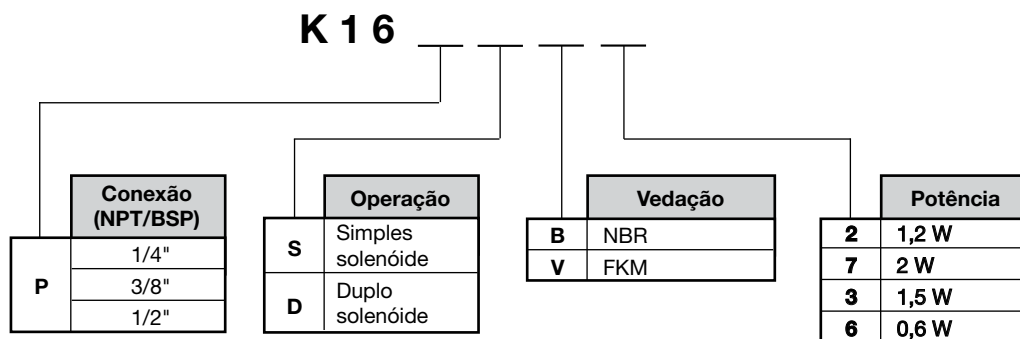 K 1 6
Conexão
(NPT/BSP)
P
1/4"
3/8"
1/2"
Operação
S
Simples
solenóide
D
Duplo
solenóide
Vedação
B NBR
V FKM
Potência
2 1,2 W
7 2 W
3 1,5 W
6 0,6 W